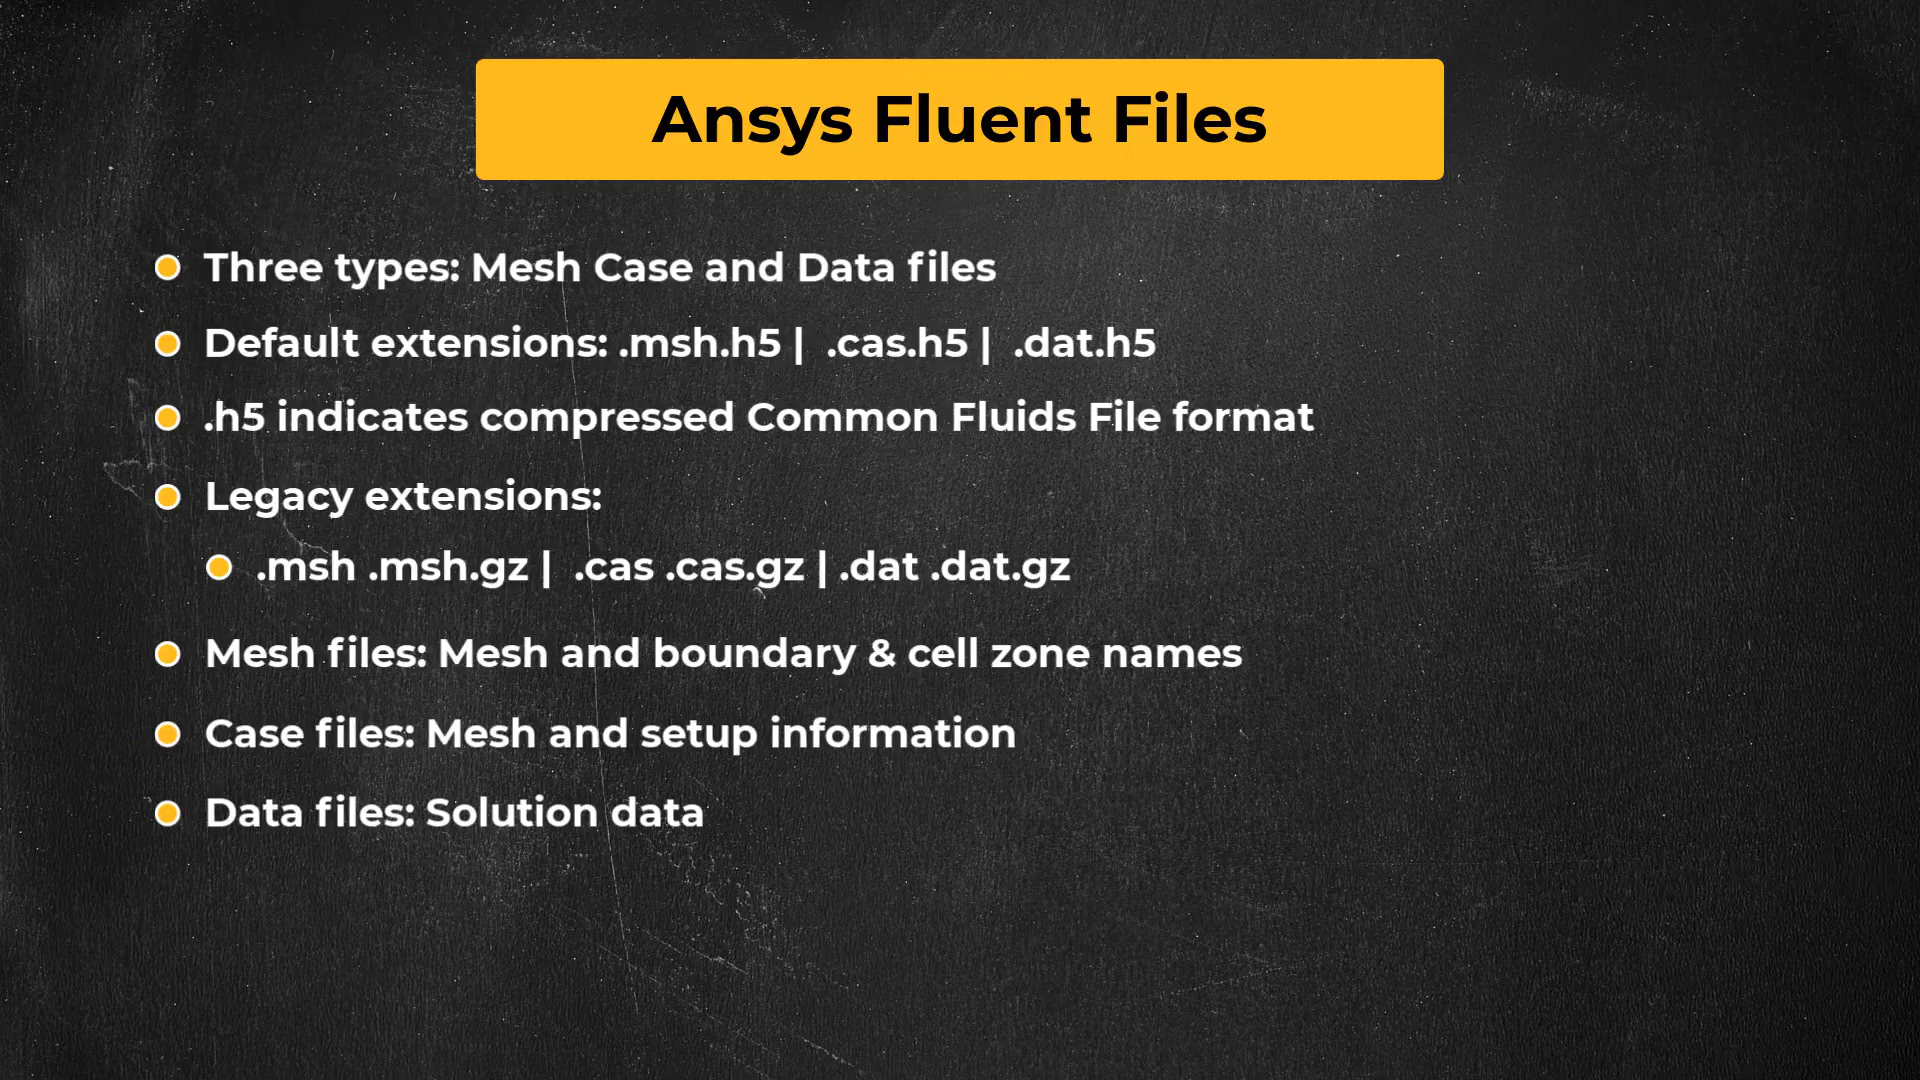 Ansys Fluent Files
Three types: Mesh Case and Data files
Default extensions: .msh.h5 | .cas.h5 | .dat.h5
.h5 indicates compressed Common Fluids File format
Legacy extensions:
.msh .msh.gz | .cas .cas.gz | .dat .dat.gz
Mesh files: Mesh and boundary & cell zone names
Case files: Mesh and setup information
Data files: Solution data